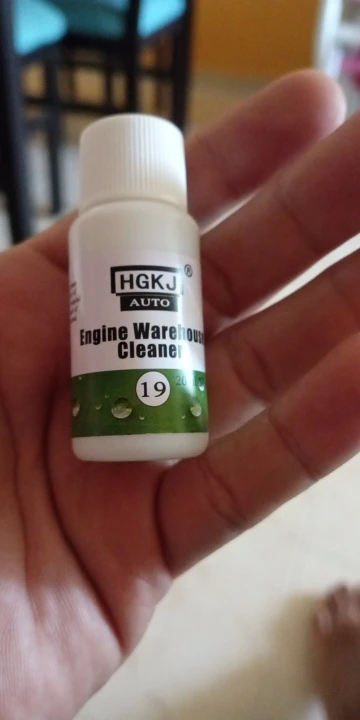 HGKJ ®
AUTO
Engine Warehouse
Cleaner
19